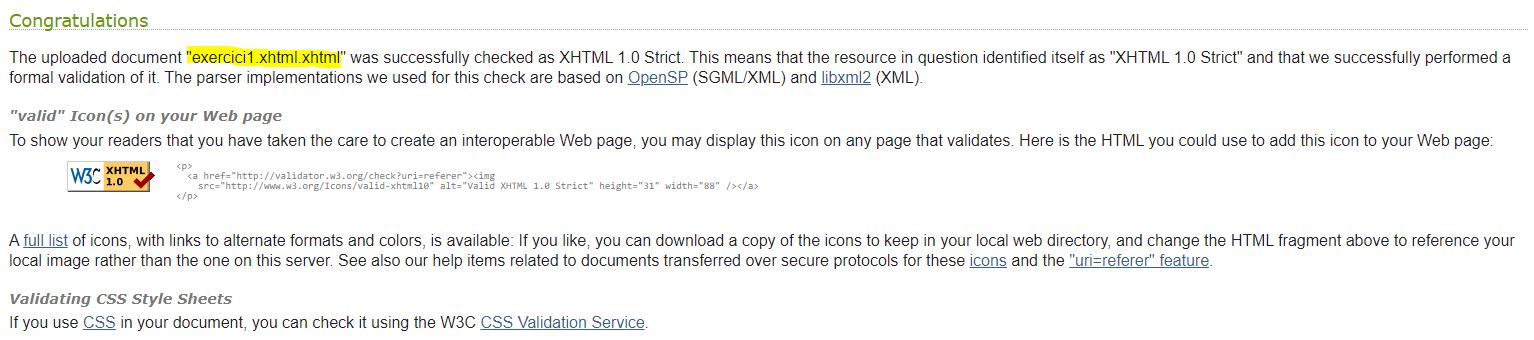 Congratulations
The uploaded document "exercici1.xhtml.xhtml" was successfully checked as XHTML 1.0 Strict. This means that the resource in question identified itself as "XHTML 1.0 Strict" and that we successfully performed a
formal validation of it. The parser implementations we used for this check are based on OpenSP (SGML/XML) and libxml2 (XML).
"valid" Icon(s) on your Web page
To show your readers that you have taken the care to create an interoperable Web page, you may display this icon on any page that validates. Here is the HTML you could use to add this icon to your Web page:
W3C XHTML 1.0
<p>
<a href="http://validator.w3.org/check?uri=referer"><img
src="http://www.w3.org/Icons/valid-xhtml10" alt="Valid XHTML 1.0 Strict" height="31" width="88" /></a>
</p>
A full list of icons, with links to alternate formats and colors, is available: If you like, you can download a copy of the icons to keep in your local web directory, and change the HTML fragment above to reference your
local image rather than the one on this server. See also our help items related to documents transferred over secure protocols for these icons and the "uri=referer" feature.
Validating CSS Style Sheets
If you use CSS in your document, you can check it using the W3C CSS Validation Service.